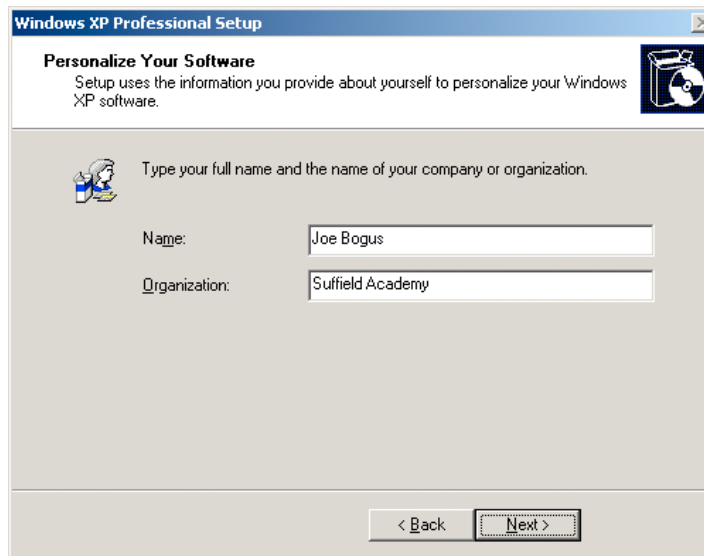 Windows XP Professional Setup
Personalize Your Software
Setup uses the information you provide about yourself to personalize your Windows
XP software.
Type your full name and the name of your company or organization.
Name: Joe Bogus
Organization: Suffield Academy
< Back Next >